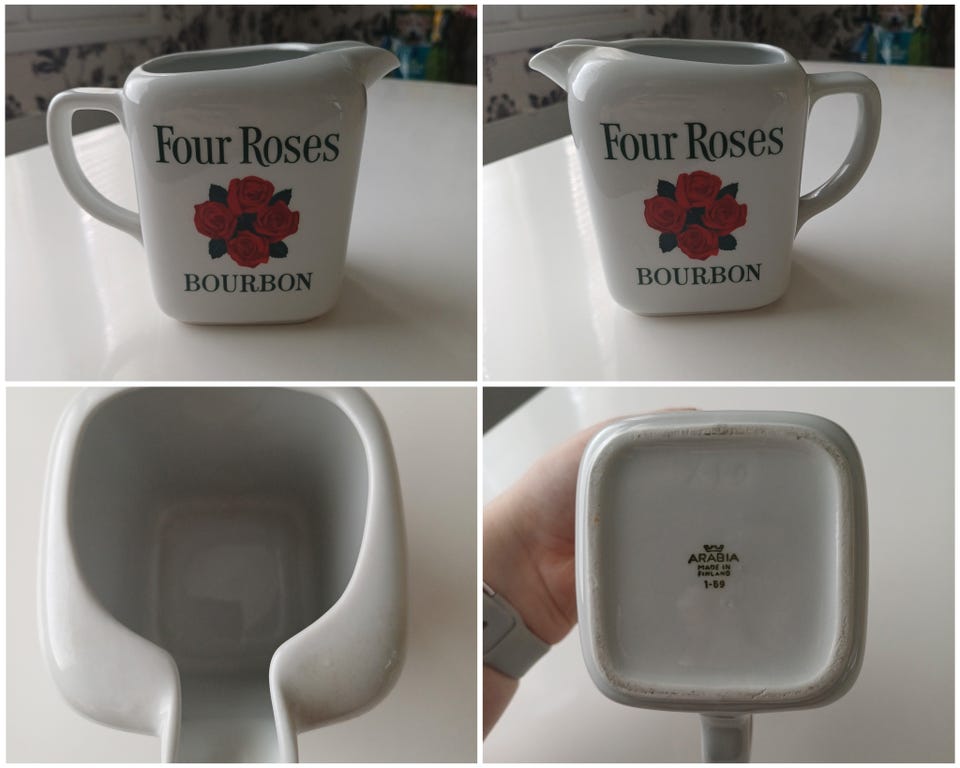 Four Roses
BOURBON
Four Roses
BOURBON
ARABIA
MADE IN
FINLAND
1-69